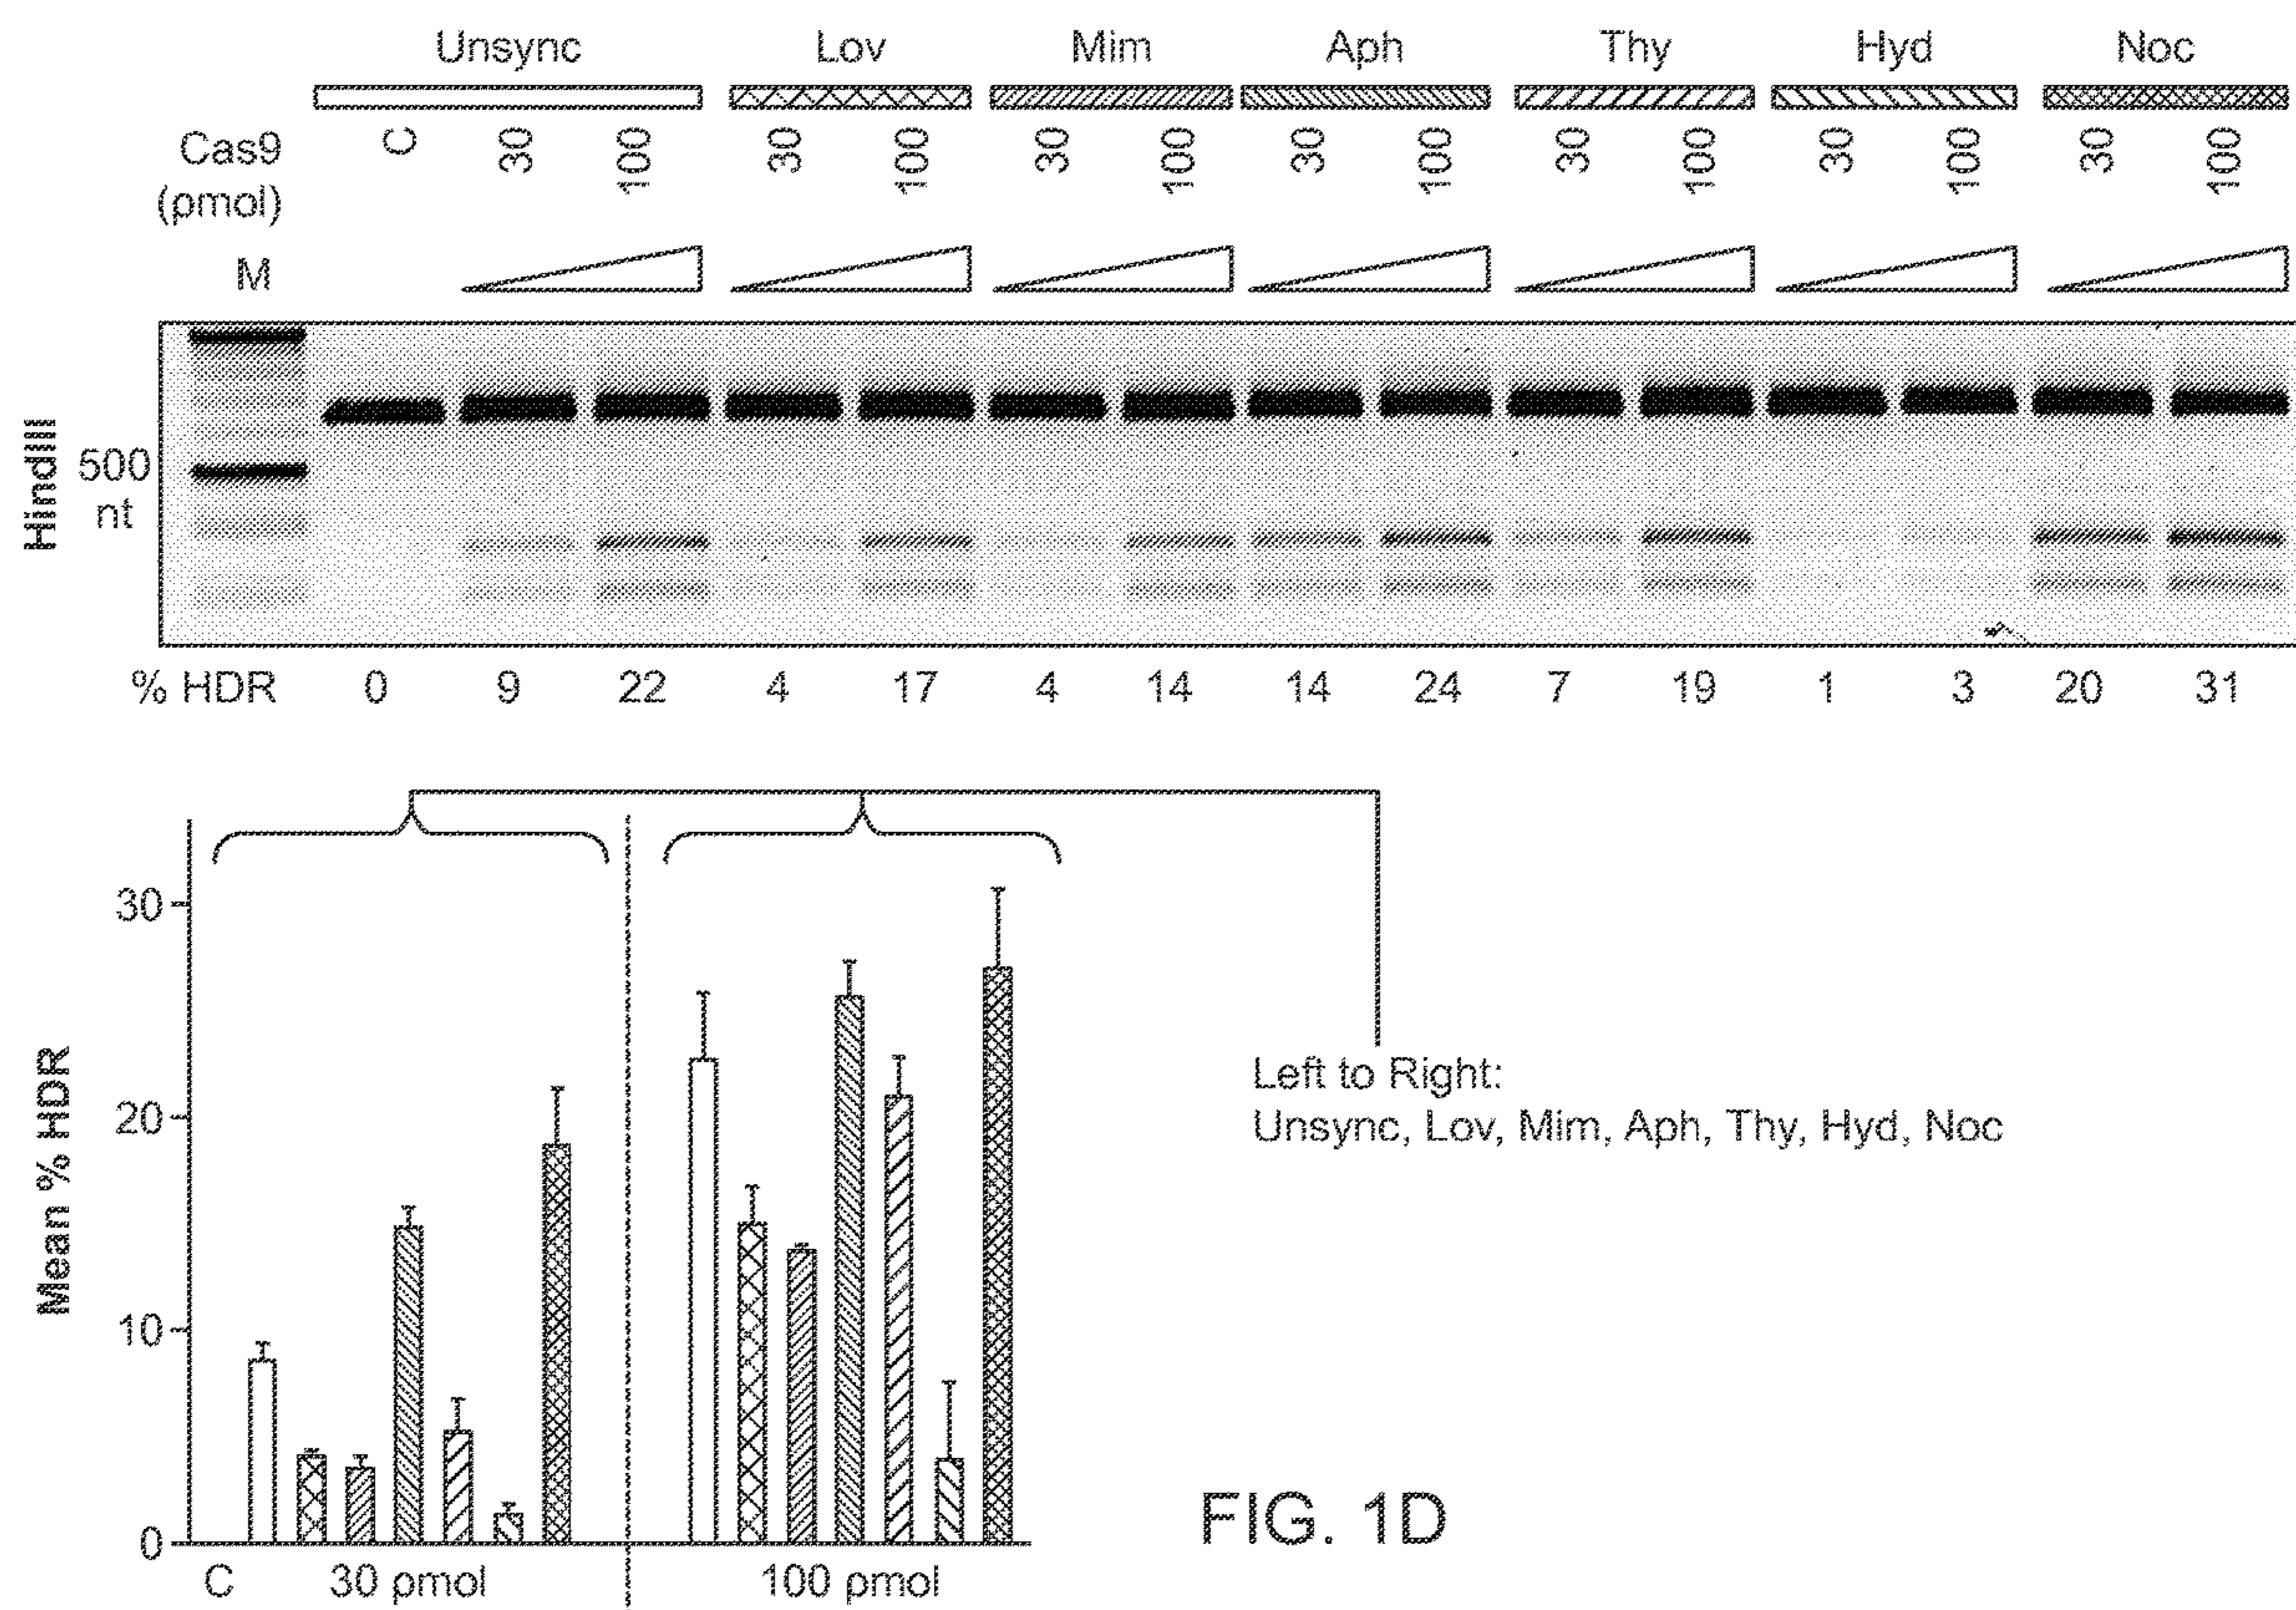 Unsync Lov Mim Aph Thy Hyd Noc
Cas9 (pmol) C 30 100 30 100 30 100 30 100 30 100 30 100 30 100
M
HindIII
500 nt
% HDR 0 9 22 4 17 4 14 14 24 7 19 1 3 20 31
Mean % HDR
30
20
10
0
C 30 pmol 100 pmol
Left to Right:
Unsync, Lov, Mim, Aph, Thy, Hyd, Noc
FIG. 1D